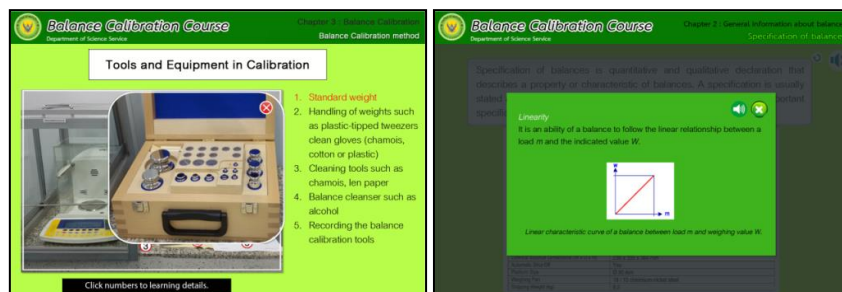 Balance Calibration Course
Department of Science Service
Chapter 3 : Balance Calibration
Balance Calibration method
Tools and Equipment in Calibration
1. Standard weight
2. Handling of weights such
as plastic-tipped tweezers
clean gloves (chamois,
cotton or plastic)
3. Cleaning tools such as
chamois, len paper
4. Balance cleanser such as
alcohol
5. Recording the balance
calibration tools
3
Click numbers to learning details.
Balance Calibration Course
Department of Science Service
Chapter 2 : General Information about balance
Specification of balance
Specification of balances is quantitative and qualitative declaration that
describes a property or characteristic of balances. A specification is usually
stated
portant
specifi
Linearity
It is an ability of a balance to follow the linear relationship between a
load m and the indicated value W.
W
m
Linear characteristic curve of a balance between load m and weighing value W.